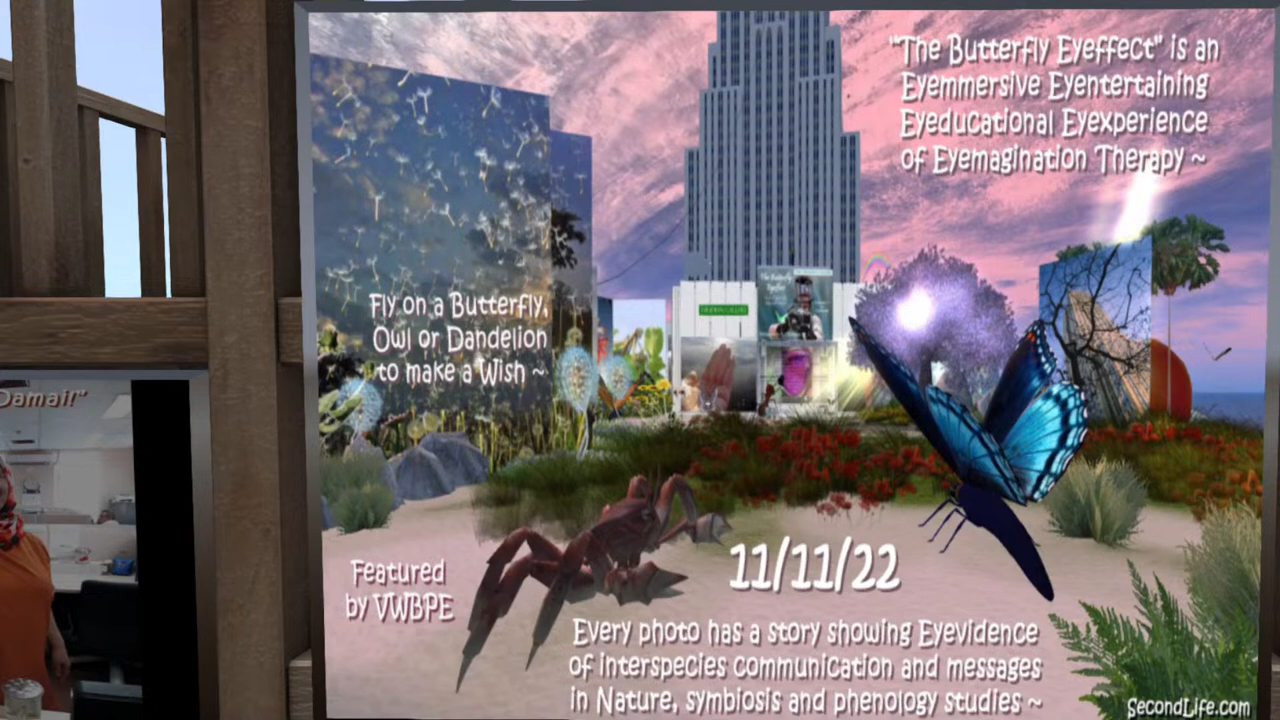 "The Butterfly Eyeffect" is an
Eyemmersive Eyentertaining
Eyeducational Eyexperience
of Eyemagination Therapy ~
Fly on a Butterfly,
Owl or Dandelion
to make a Wish ~
Damai"
11/11/22
Featured
by VWBPE
Every photo has a story showing Eyevidence
of interspecies communication and messages
in Nature, symbiosis and phenology studies ~
SecondLife.com